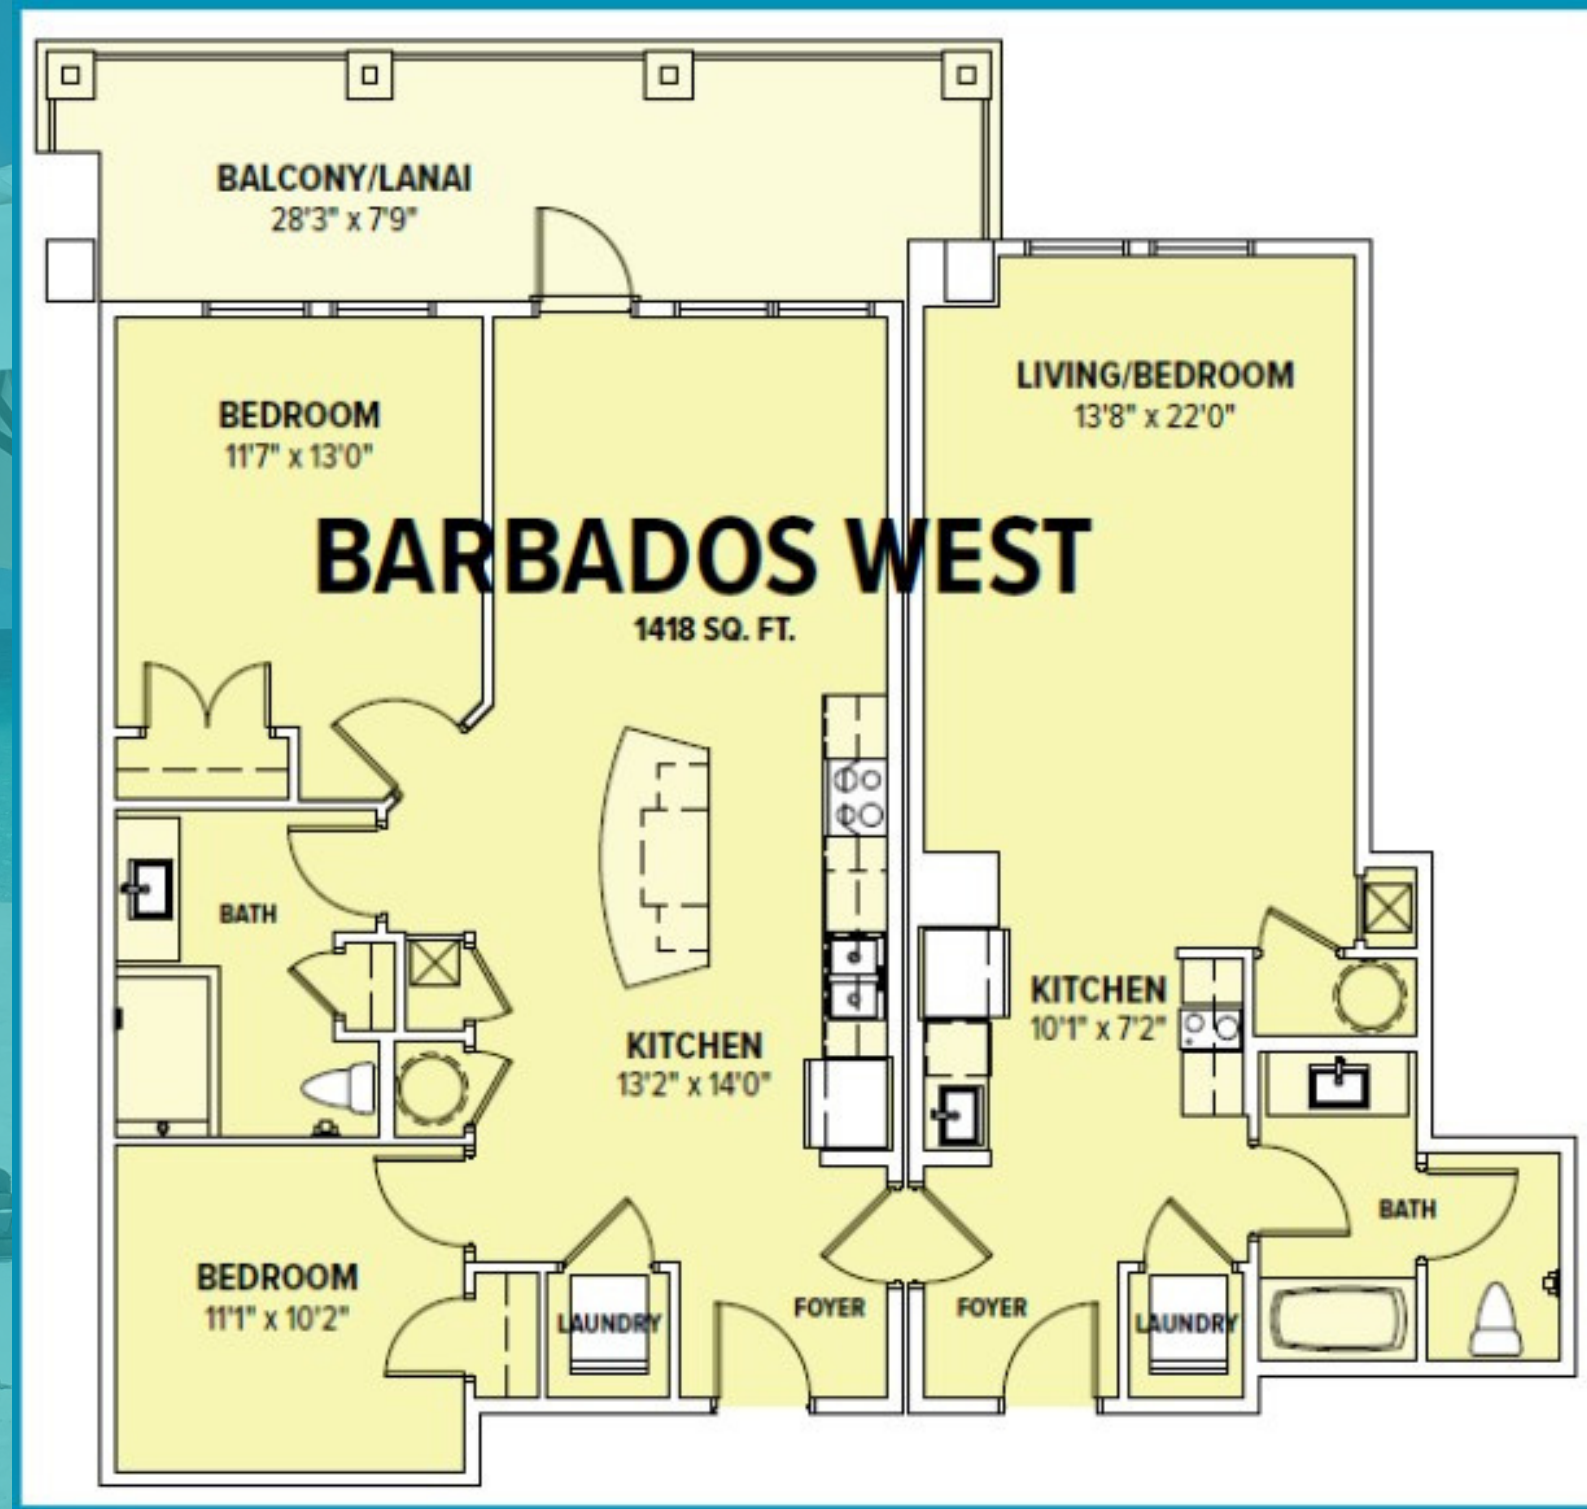 BALCONY/LANAI
28'3" x 7'9"
BEDROOM
11'7" x 13'0"
LIVING/BEDROOM
13'8" x 22'0"
BARBADOS WEST
1418 SQ. FT.
BATH
KITCHEN
13'2" x 14'0"
KITCHEN
10'1" x 7'2"
BEDROOM
11'1" x 10'2"
LAUNDRY
FOYER
FOYER
LAUNDRY
BATH